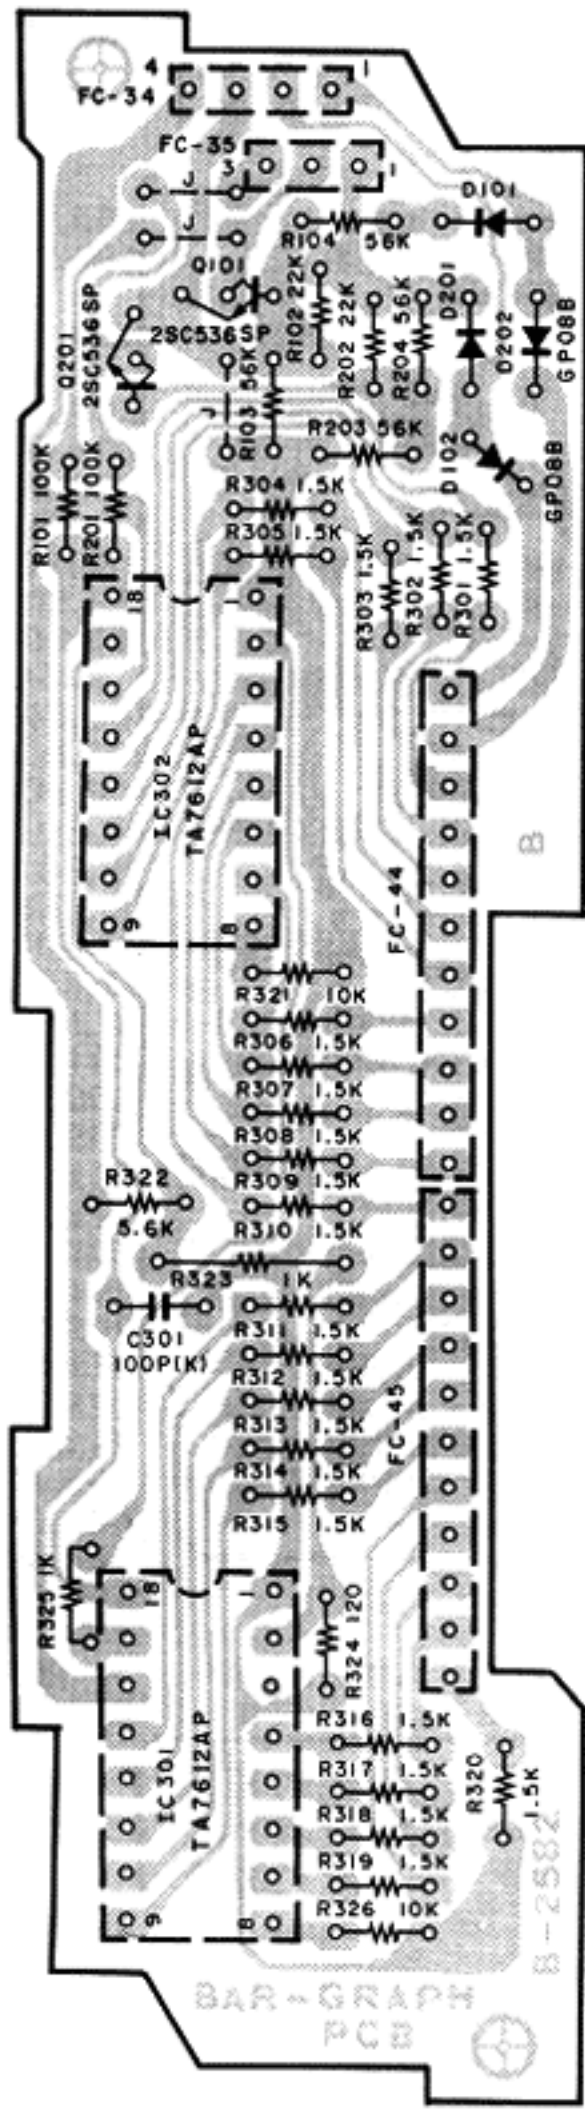 4
1
FC-34
FC-35
3
1
J
J
D101
R104 56K
Q101
2SC536SP
R102 22K
R202 22K
R204 56K
D201
D202
GP08B
Q201
2SC536SP
J
R103 56K
R203 56K
D102
GP08B
R101 100K
R201 100K
R304 1.5K
R305 1.5K
R303 1.5K
R302 1.5K
R301 1.5K
18
1
IC302
TA7612AP
9
8
B
FC-44
R321 10K
R306 1.5K
R307 1.5K
R308 1.5K
R309 1.5K
R310 1.5K
R322
5.6K
R323 1K
C301
100P(K)
R311 1.5K
R312 1.5K
R313 1.5K
R314 1.5K
R315 1.5K
FC-45
R325 1K
18
1
IC301
TA7612AP
9
8
R324 120
R316 1.5K
R317 1.5K
R318 1.5K
R319 1.5K
R326 10K
R320
1.5K
B-2582
BAR-GRAPH
PCB